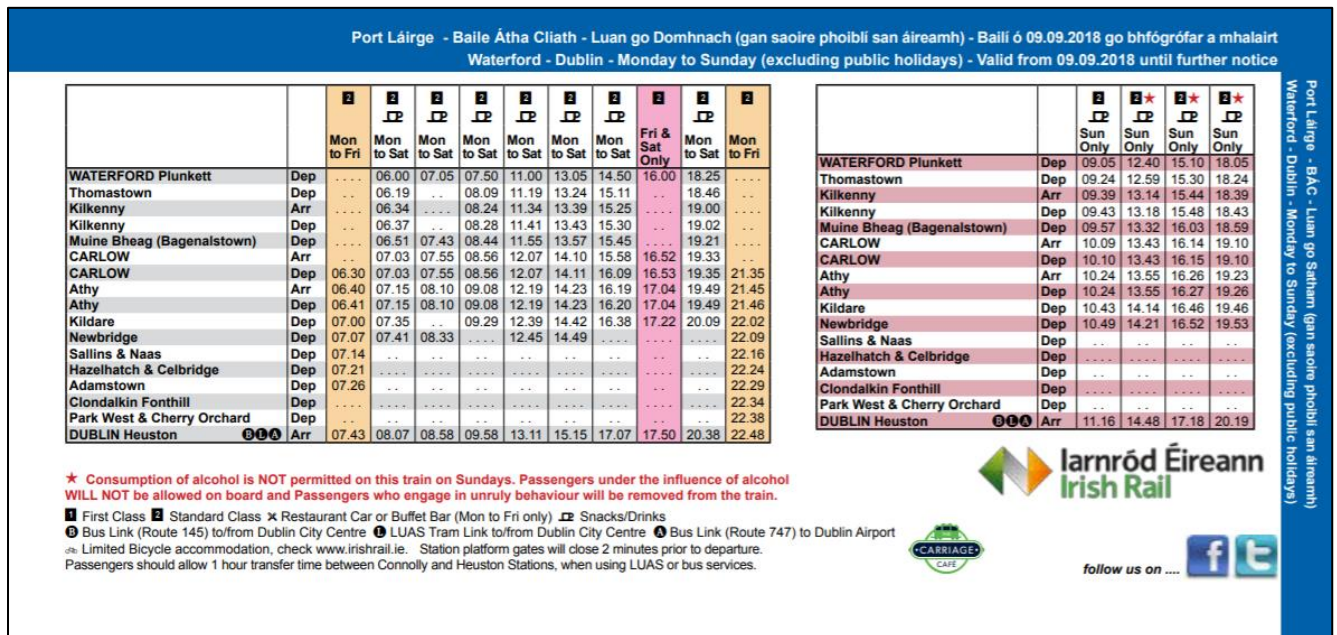 Port Láirge - Baile Átha Cliath - Luan go Domhnach (gan saoire phoiblí san áireamh) - Bailí ó 09.09.2018 go bhfógrófar a mhalairt
Waterford - Dublin - Monday to Sunday (excluding public holidays) - Valid from 09.09.2018 until further notice
2 2 2 2 2 2 2 2 2 2
Mon to Fri Mon to Sat Mon to Sat Mon to Sat Mon to Sat Mon to Sat Mon to Sat Fri & Sat Only Mon to Sat Mon to Fri
WATERFORD Plunkett Dep .... 06.00 07.05 07.50 11.00 13.05 14.50 16.00 18.25 ....
Thomastown Dep .. 06.19 .. 08.09 11.19 13.24 15.11 .. 18.46 ..
Kilkenny Arr .... 06.34 .... 08.24 11.34 13.39 15.25 .... 19.00 ....
Kilkenny Dep .. 06.37 .. 08.28 11.41 13.43 15.30 .. 19.02 ..
Muine Bheag (Bagenalstown) Dep .... 06.51 07.43 08.44 11.55 13.57 15.45 .... 19.21 ....
CARLOW Arr .. 07.03 07.55 08.56 12.07 14.10 15.58 16.52 19.33 ..
CARLOW Dep 06.30 07.03 07.55 08.56 12.07 14.11 16.09 16.53 19.35 21.35
Athy Arr 06.40 07.15 08.10 09.08 12.19 14.23 16.19 17.04 19.49 21.45
Athy Dep 06.41 07.15 08.10 09.08 12.19 14.23 16.20 17.04 19.49 21.46
Kildare Dep 07.00 07.35 .. 09.29 12.39 14.42 16.38 17.22 20.09 22.02
Newbridge Dep 07.07 07.41 08.33 .... 12.45 14.49 .... .... .... 22.09
Sallins & Naas Dep 07.14 .. .. .. .. .. .. .. .. 22.16
Hazelhatch & Celbridge Dep 07.21 .... .... .... .... .... .... .... .... 22.24
Adamstown Dep 07.26 .. .. .. .. .. .. .. .. 22.29
Clondalkin Fonthill Dep .... .... .... .... .... .... .... .... .... 22.34
Park West & Cherry Orchard Dep .. .. .. .. .. .. .. .. .. 22.38
DUBLIN Heuston B L A Arr 07.43 08.07 08.58 09.58 13.11 15.15 17.07 17.50 20.38 22.48
2 2★ 2★ 2★
Sun Only Sun Only Sun Only Sun Only
WATERFORD Plunkett Dep 09.05 12.40 15.10 18.05
Thomastown Dep 09.24 12.59 15.30 18.24
Kilkenny Arr 09.39 13.14 15.44 18.39
Kilkenny Dep 09.43 13.18 15.48 18.43
Muine Bheag (Bagenalstown) Dep 09.57 13.32 16.03 18.59
CARLOW Arr 10.09 13.43 16.14 19.10
CARLOW Dep 10.10 13.43 16.15 19.10
Athy Arr 10.24 13.55 16.26 19.23
Athy Dep 10.24 13.55 16.27 19.26
Kildare Dep 10.43 14.14 16.46 19.46
Newbridge Dep 10.49 14.21 16.52 19.53
Sallins & Naas Dep .. .. .. ..
Hazelhatch & Celbridge Dep .... .... .... ....
Adamstown Dep .. .. .. ..
Clondalkin Fonthill Dep .... .... .... ....
Park West & Cherry Orchard Dep .. .. .. ..
DUBLIN Heuston B L A Arr 11.16 14.48 17.18 20.19
★ Consumption of alcohol is NOT permitted on this train on Sundays. Passengers under the influence of alcohol
WILL NOT be allowed on board and Passengers who engage in unruly behaviour will be removed from the train.
1 First Class 2 Standard Class Restaurant Car or Buffet Bar (Mon to Fri only) Snacks/Drinks
B Bus Link (Route 145) to/from Dublin City Centre L LUAS Tram Link to/from Dublin City Centre A Bus Link (Route 747) to Dublin Airport
Limited Bicycle accommodation, check www.irishrail.ie. Station platform gates will close 2 minutes prior to departure.
Passengers should allow 1 hour transfer time between Connolly and Heuston Stations, when using LUAS or bus services.
Iarnród Éireann
Irish Rail
•CARRIAGE•
CAFÉ
follow us on ....
f t
Port Láirge - BÁC - Luan go Satham (gan saoire phoiblí san áireamh)
Waterford - Dublin - Monday to Sunday (excluding public holidays)